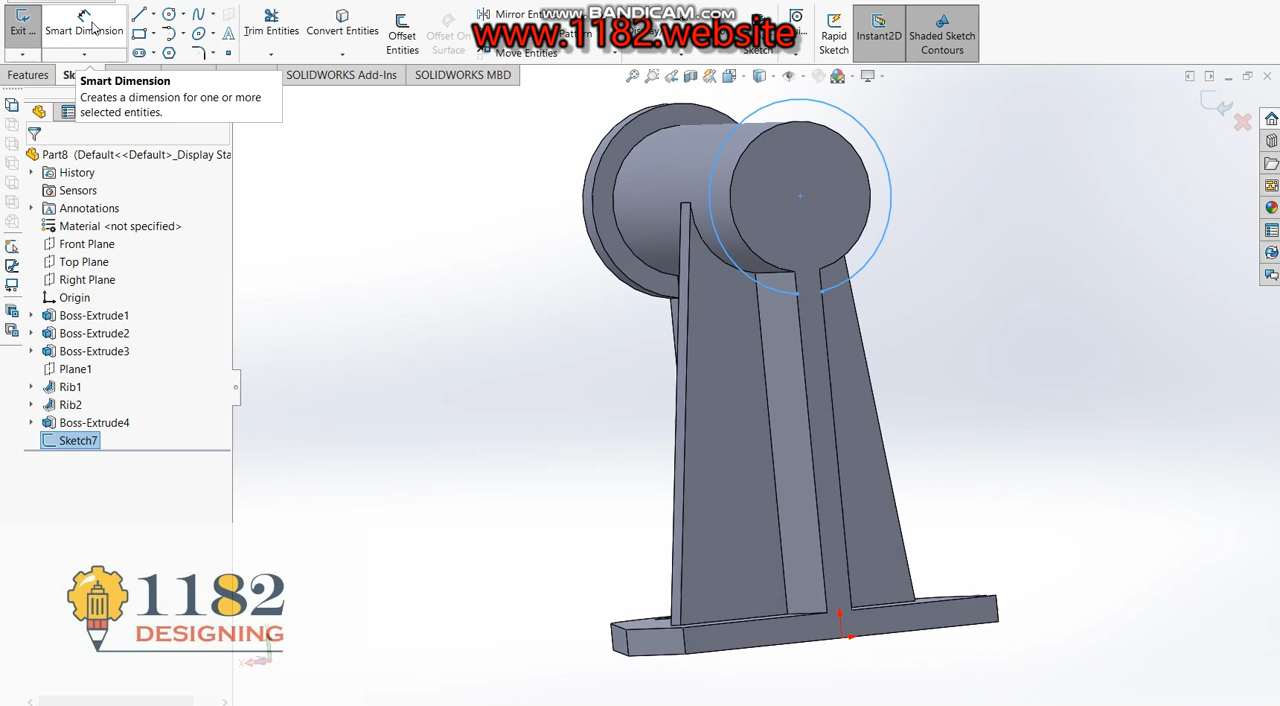 Exit ...
Smart Dimension
Trim Entities
Convert Entities
Offset Entities
Offset On Surface
Mirror Entities
Move Entities
Rapid Sketch
Instant2D
Shaded Sketch Contours
www.BANDICAM.com
www.1182.website
Features
SOLIDWORKS Add-Ins
SOLIDWORKS MBD
Smart Dimension
Creates a dimension for one or more
selected entities.
Part8 (Default<<Default>_Display Sta
History
Sensors
Annotations
Material <not specified>
Front Plane
Top Plane
Right Plane
Origin
Boss-Extrude1
Boss-Extrude2
Boss-Extrude3
Plane1
Rib1
Rib2
Boss-Extrude4
Sketch7
1182
DESIGNING